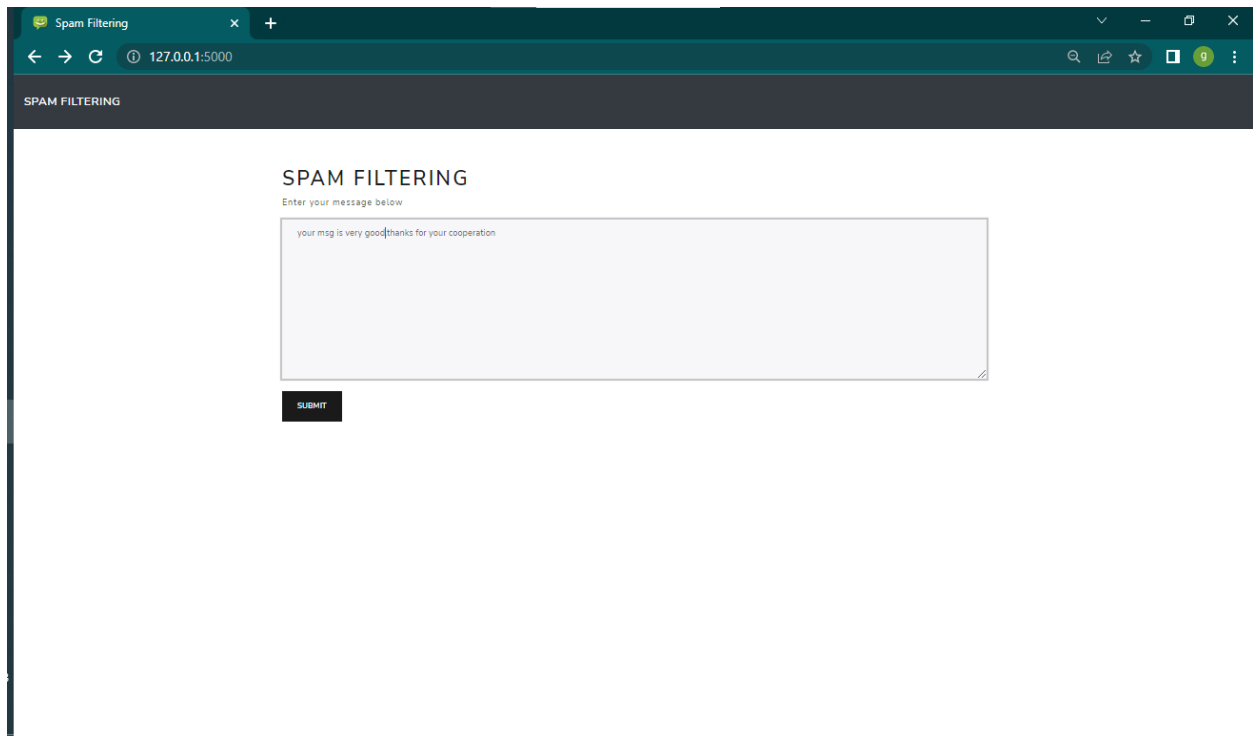 Spam Filtering
127.0.0.1:5000
g
SPAM FILTERING
SPAM FILTERING
Enter your message below
your msg is very good thanks for your cooperation
SUBMIT